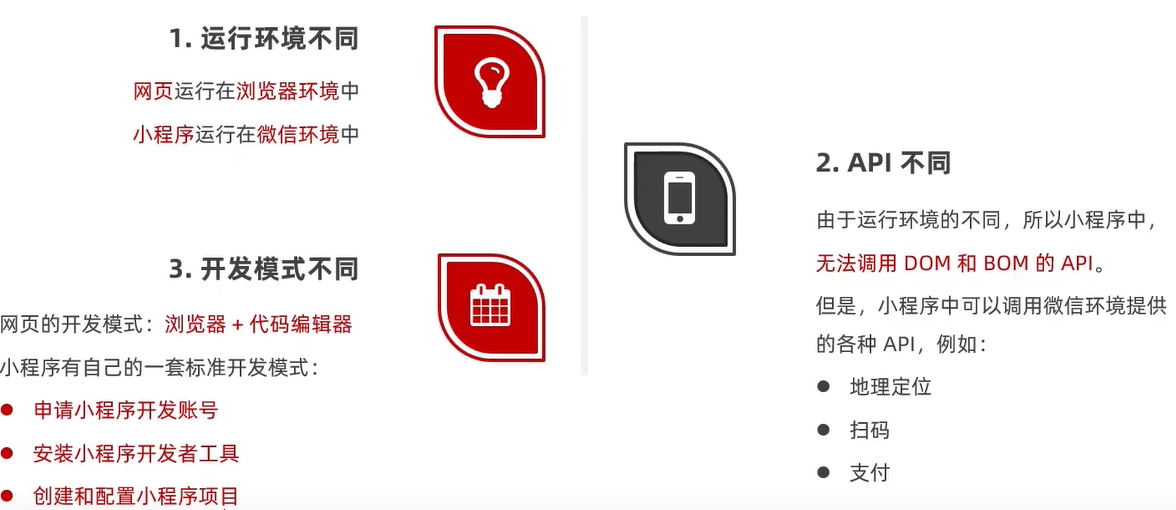 1. 运行环境不同
网页运行在浏览器环境中
小程序运行在微信环境中
2. API 不同
由于运行环境的不同，所以小程序中，
无法调用 DOM 和 BOM 的 API。
但是，小程序中可以调用微信环境提供
的各种 API，例如：
● 地理定位
● 扫码
● 支付
3. 开发模式不同
网页的开发模式：浏览器 + 代码编辑器
小程序有自己的一套标准开发模式：
● 申请小程序开发账号
● 安装小程序开发者工具
● 创建和配置小程序项目